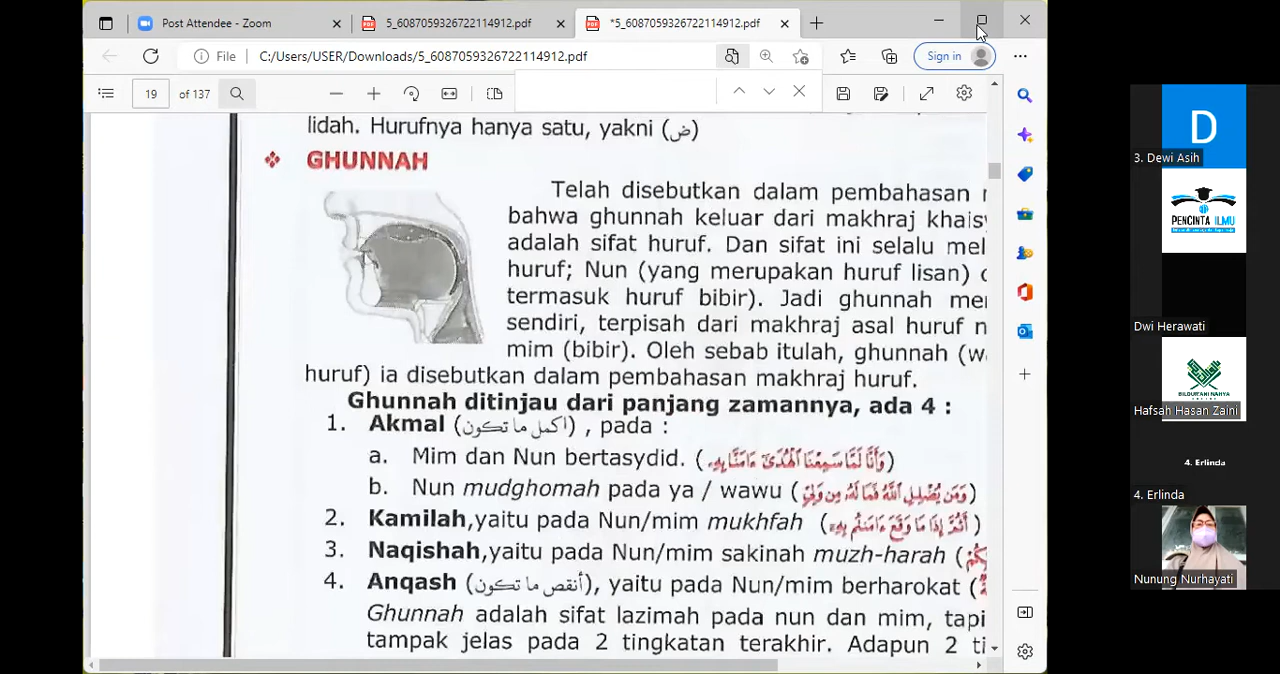 Post Attendee - Zoom
5_6087059326722114912.pdf
*5_6087059326722114912.pdf
File
C:/Users/USER/Downloads/5_6087059326722114912.pdf
Sign in
19 of 137
lidah. Hurufnya hanya satu, yakni (ض)
❖ GHUNNAH
Telah disebutkan dalam pembahasan
bahwa ghunnah keluar dari makhraj
adalah sifat huruf. Dan sifat ini selalu
huruf; Nun (yang merupakan huruf lisan)
termasuk huruf bibir). Jadi ghunnah
sendiri, terpisah dari makhraj asal huruf
mim (bibir). Oleh sebab itulah, ghunnah
huruf) ia disebutkan dalam pembahasan makhraj huruf.
Ghunnah ditinjau dari panjang zamannya, ada 4 :
1. Akmal (أكمل ما تكون) , pada :
a. Mim dan Nun bertasydid. (وَأَنَّا لَمَّا سَمِعْنَا الْهُدَىٰ ءَامَنَّا بِهِ)
b. Nun mudghomah pada ya / wawu (وَمَن يُضْلِلِ اللَّهُ فَمَا لَهُ مِن وَلِيٍّ)
2. Kamilah,yaitu pada Nun/mim mukhfah (أَثُمَّ إِذَا مَا وَقَعَ ءَامَنتُم بِهِ)
3. Naqishah,yaitu pada Nun/mim sakinah muzh-harah (
4. Anqash (أنقص ما تكون), yaitu pada Nun/mim berharokat (
Ghunnah adalah sifat lazimah pada nun dan mim,
tampak jelas pada 2 tingkatan terakhir. Adapun 2
D
3. Dewi Asih
PENCINTA ILMU
Dwi Herawati
Hafsah Hasan Zaini
4. Erlinda
4. Erlinda
Nunung Nurhayati